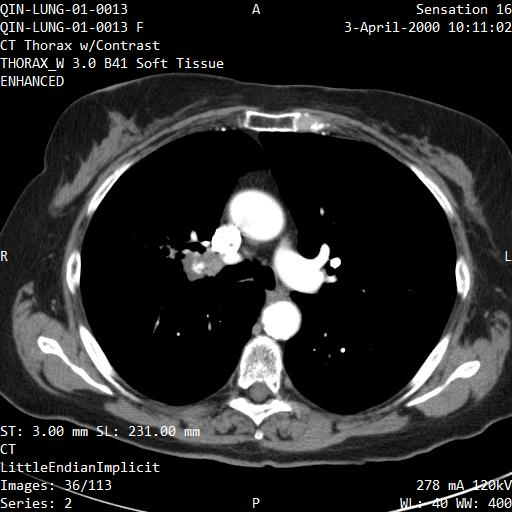 QIN-LUNG-01-0013
A
Sensation 16
QIN-LUNG-01-0013 F
3-April-2000 10:11:02
CT Thorax w/Contrast
THORAX_W 3.0 B41 Soft Tissue
ENHANCED
R
L
ST: 3.00 mm SL: 231.00 mm
CT
LittleEndianImplicit
Images: 36/113
278 mA 120kV
Series: 2
P
WL: 40 WW: 400